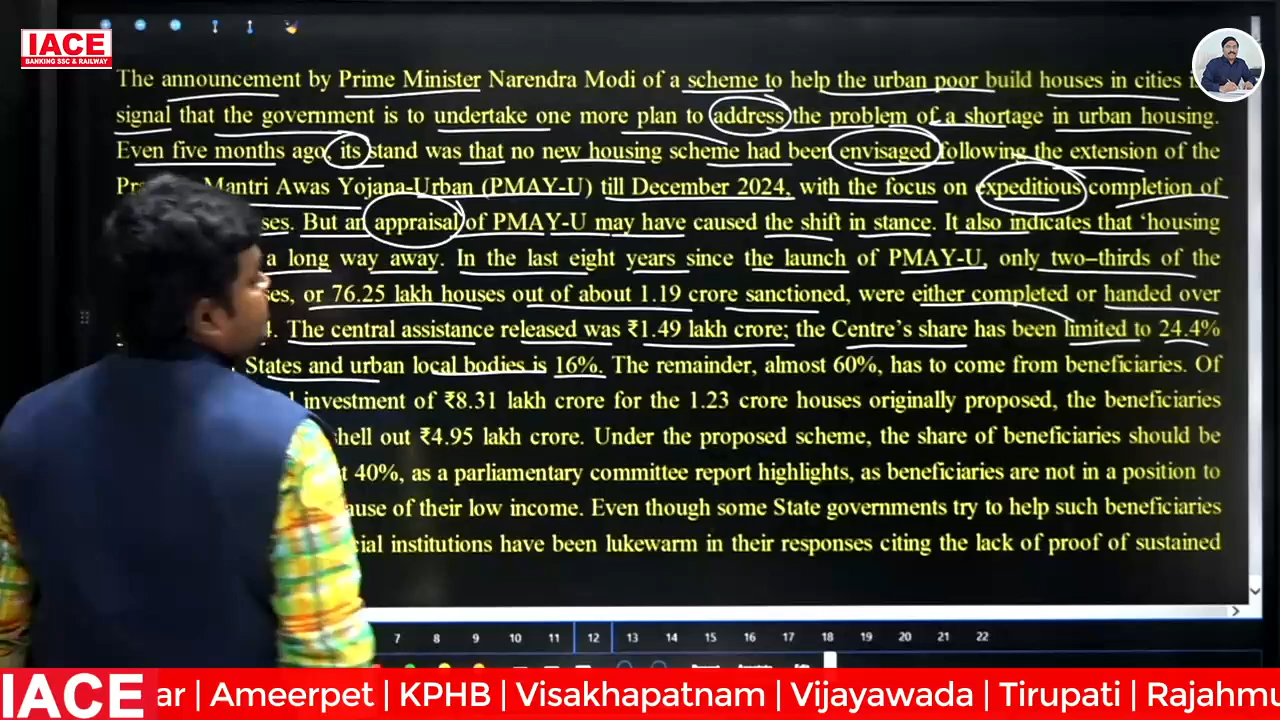 IACE
BANKING SSC & RAILWAY
The announcement by Prime Minister Narendra Modi of a scheme to help the urban poor build houses in cities
signal that the government is to undertake one more plan to address the problem of a shortage in urban housing.
Even five months ago, its stand was that no new housing scheme had been envisaged following the extension of the
Mantri Awas Yojana-Urban (PMAY-U) till December 2024, with the focus on expeditious completion of
But an appraisal of PMAY-U may have caused the shift in stance. It also indicates that ‘housing
a long way away. In the last eight years since the launch of PMAY-U, only two–thirds of the
or 76.25 lakh houses out of about 1.19 crore sanctioned, were either completed or handed over
The central assistance released was ₹1.49 lakh crore; the Centre’s share has been limited to 24.4%
States and urban local bodies is 16%. The remainder, almost 60%, has to come from beneficiaries. Of
investment of ₹8.31 lakh crore for the 1.23 crore houses originally proposed, the beneficiaries
shell out ₹4.95 lakh crore. Under the proposed scheme, the share of beneficiaries should be
40%, as a parliamentary committee report highlights, as beneficiaries are not in a position to
of their low income. Even though some State governments try to help such beneficiaries
institutions have been lukewarm in their responses citing the lack of proof of sustained
7 8 9 10 11 12 13 14 15 16 17 18 19 20 21 22
IACE
| Ameerpet | KPHB | Visakhapatnam | Vijayawada | Tirupati |